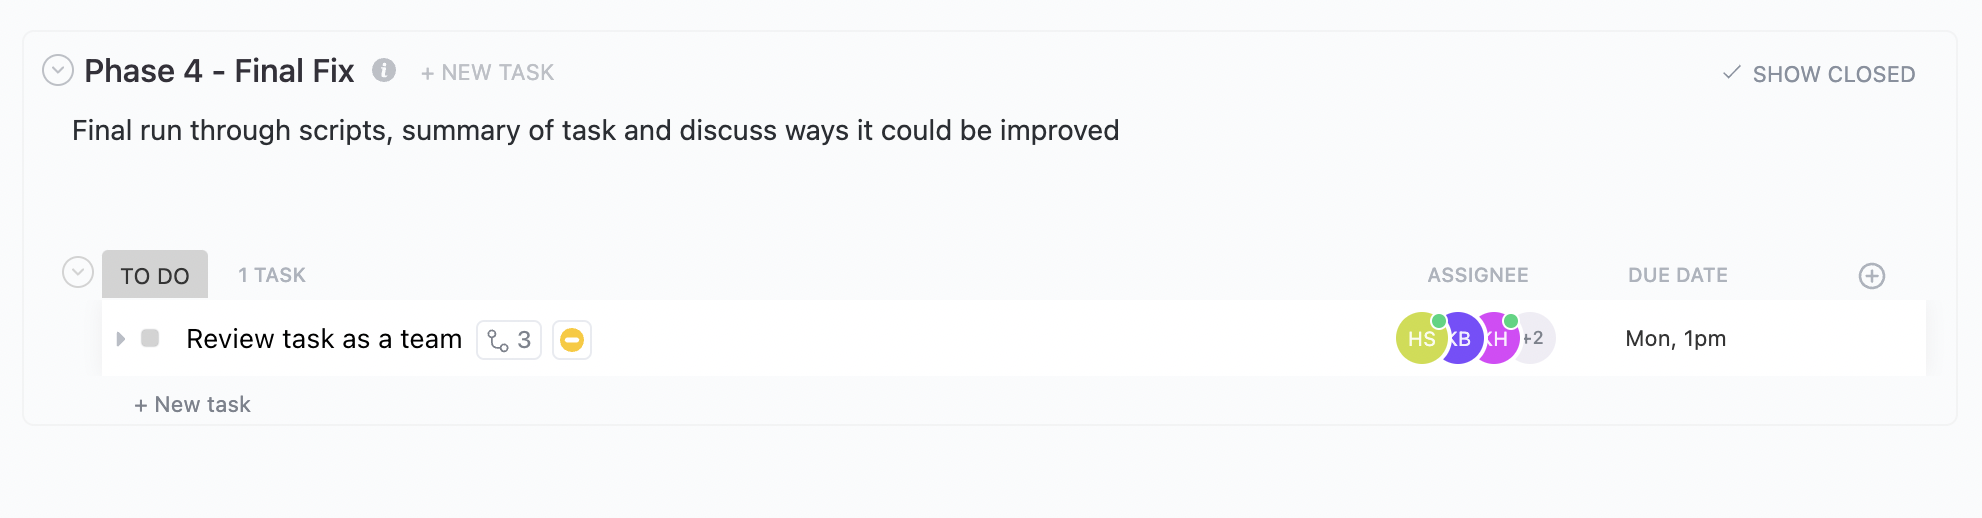 Phase 4 - Final Fix i + NEW TASK SHOW CLOSED
Final run through scripts, summary of task and discuss ways it could be improved
TO DO 1 TASK ASSIGNEE DUE DATE
Review task as a team 3 HS KB KH +2 Mon, 1pm
+ New task